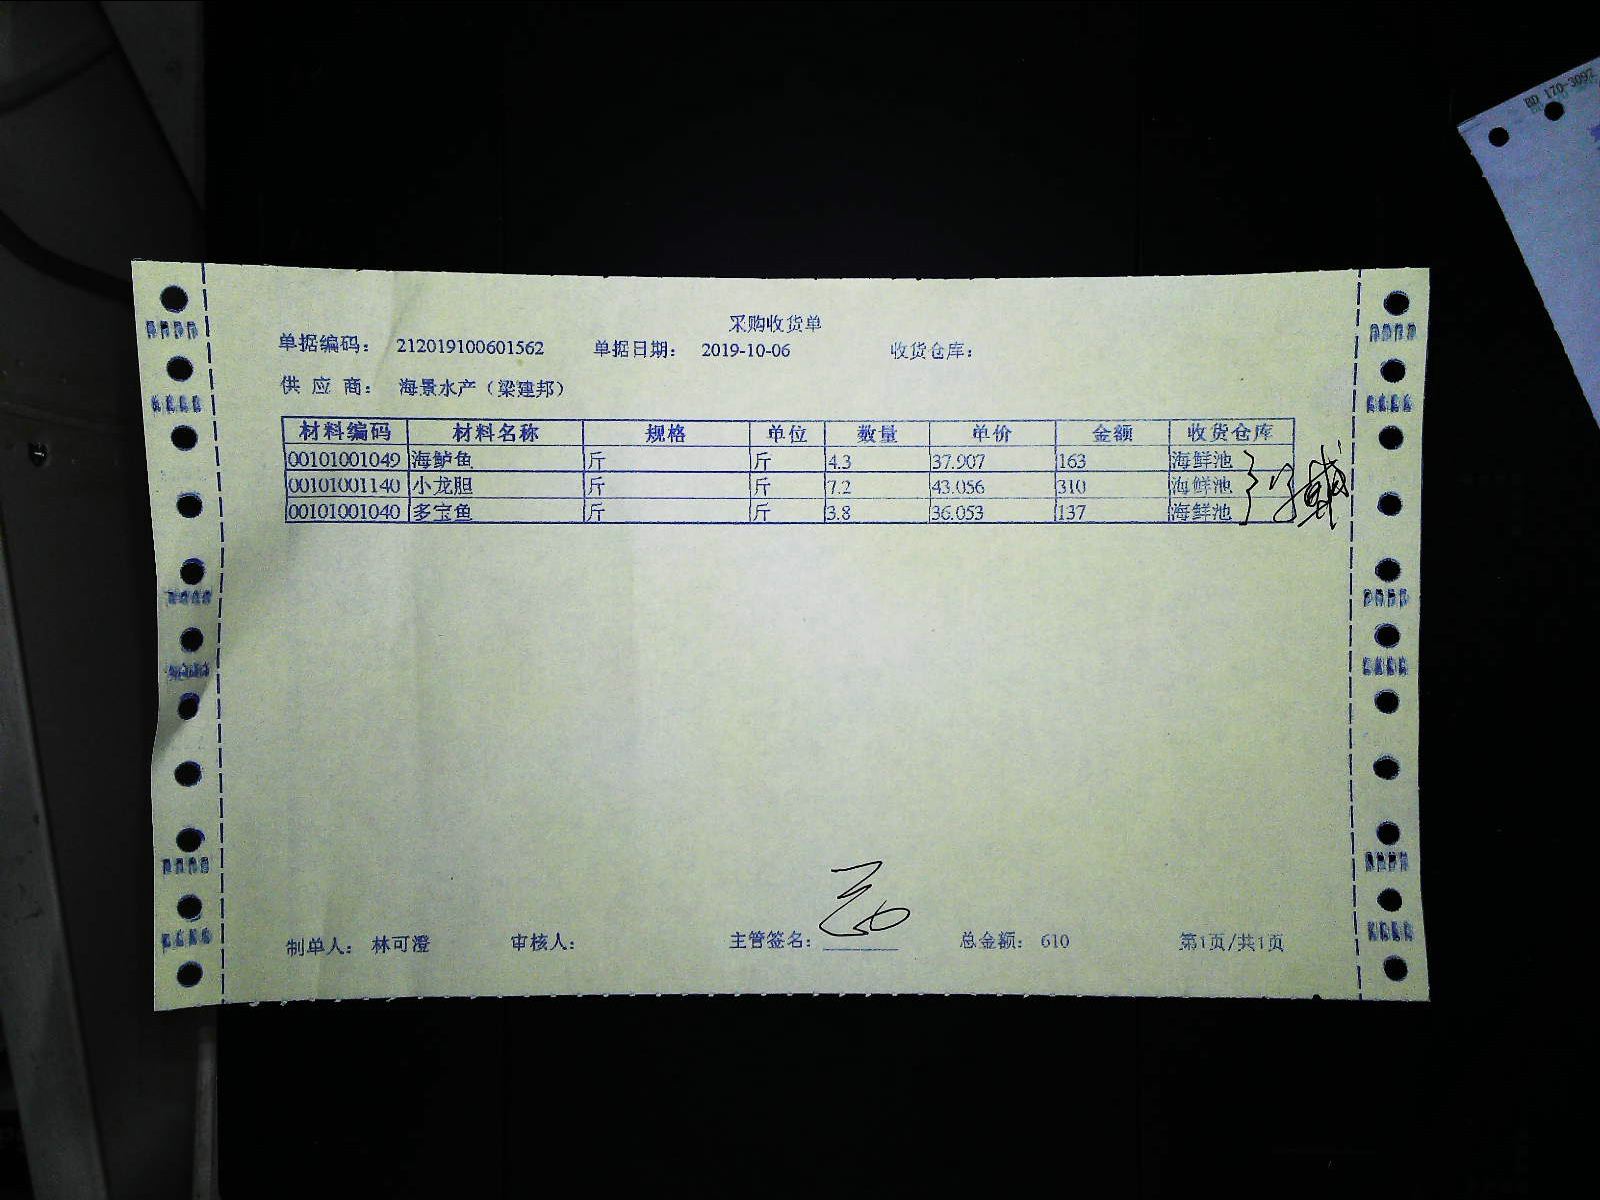 采购收货单
单据编码: 212019100601562 单据日期: 2019-10-06 收货仓库:
供 应 商: 海景水产（梁建邦）
材料编码 材料名称 规格 单位 数量 单价 金额 收货仓库
00101001049 海鲈鱼 斤 斤 4.3 37.907 163 海鲜池
00101001140 小龙胆 斤 斤 7.2 43.056 310 海鲜池
00101001040 多宝鱼 斤 斤 3.8 36.053 137 海鲜池
制单人: 林可澄 审核人: 主管签名: 总金额: 610 第1页/共1页
BD 170-3092